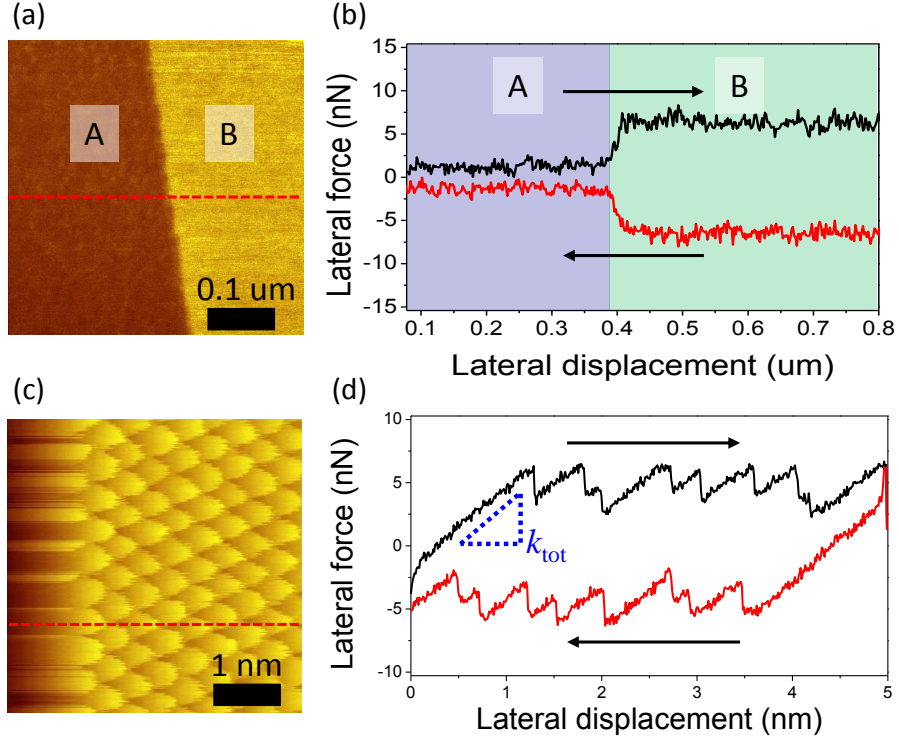 (a)
A
B
0.1 um
(b)
Lateral force (nN)
15
10
5
0
-5
-10
-15
A
B
0.1
0.2
0.3
0.4
0.5
0.6
0.7
0.8
Lateral displacement (um)
(c)
1 nm
(d)
Lateral force (nN)
10
5
0
-5
-10
k_tot
0
1
2
3
4
5
Lateral displacement (nm)